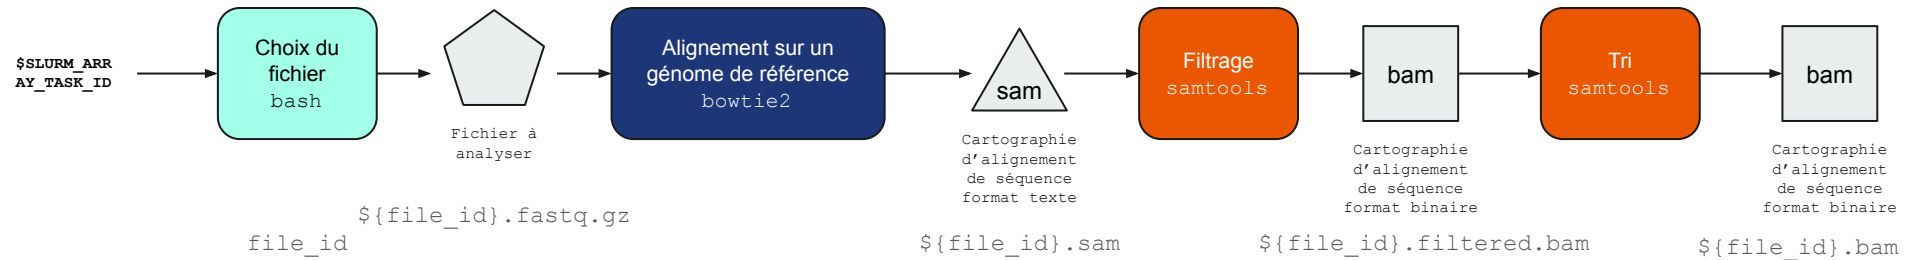 $SLURM_ARR
AY_TASK_ID
Choix du
fichier
bash
Fichier à
analyser
Alignement sur un
génome de référence
bowtie2
sam
Cartographie
d’alignement
de séquence
format texte
Filtrage
samtools
bam
Cartographie
d’alignement
de séquence
format binaire
Tri
samtools
bam
Cartographie
d’alignement
de séquence
format binaire
${file_id}.fastq.gz
file_id
${file_id}.sam
${file_id}.filtered.bam
${file_id}.bam